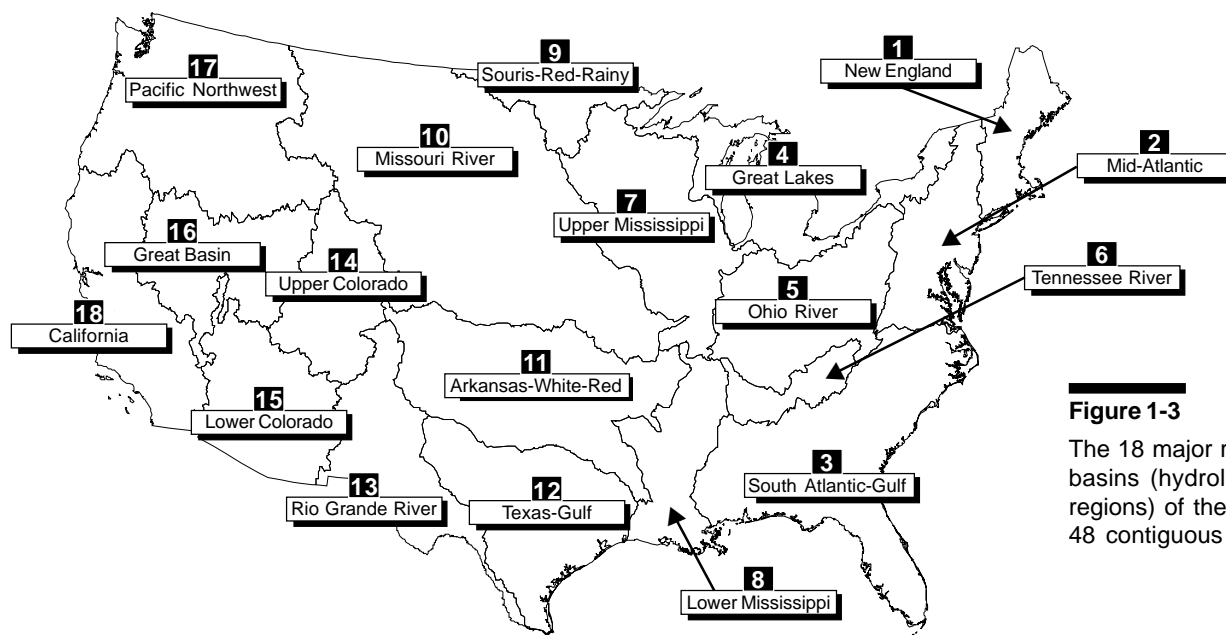 1
New England
2
Mid-Atlantic
3
South Atlantic-Gulf
4
Great Lakes
5
Ohio River
6
Tennessee River
7
Upper Mississippi
8
Lower Mississippi
9
Souris-Red-Rainy
10
Missouri River
11
Arkansas-White-Red
12
Texas-Gulf
13
Rio Grande River
14
Upper Colorado
15
Lower Colorado
16
Great Basin
17
Pacific Northwest
18
California
Figure 1-3
The 18 major
basins
regions) of the
48 contiguous